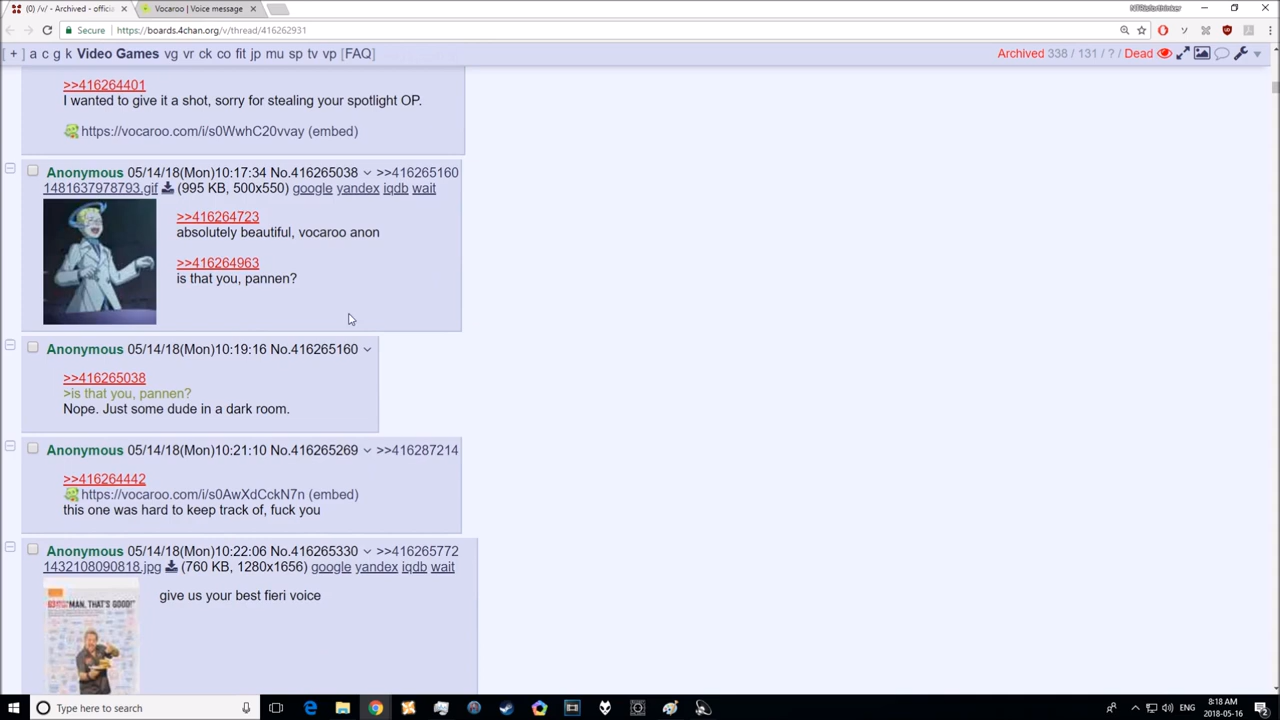 (0) /v/ - Archived - offici
Vocaroo | Voice message
Secure
https://boards.4chan.org/v/thread/416262931
[ + ] a c g k Video Games vg vr ck co fit jp mu sp tv vp [FAQ]
Archived 338 / 131 / ? / Dead
>>416264401
I wanted to give it a shot, sorry for stealing your spotlight OP.
https://vocaroo.com/i/s0WwhC20vvay (embed)
Anonymous 05/14/18(Mon)10:17:34 No.416265038 >>416265160
1481637978793.gif (995 KB, 500x550) google yandex iqdb wait
>>416264723
absolutely beautiful, vocaroo anon
>>416264963
is that you, pannen?
Anonymous 05/14/18(Mon)10:19:16 No.416265160
>>416265038
>is that you, pannen?
Nope. Just some dude in a dark room.
Anonymous 05/14/18(Mon)10:21:10 No.416265269 >>416287214
>>416264442
https://vocaroo.com/i/s0AwXdCckN7n (embed)
this one was hard to keep track of, fuck you
Anonymous 05/14/18(Mon)10:22:06 No.416265330 >>416265772
1432108090818.jpg (760 KB, 1280x1656) google yandex iqdb wait
"MAN, THAT'S GOOD!"
give us your best fieri voice
Type here to search
ENG
8:18 AM
2018-05-16
2